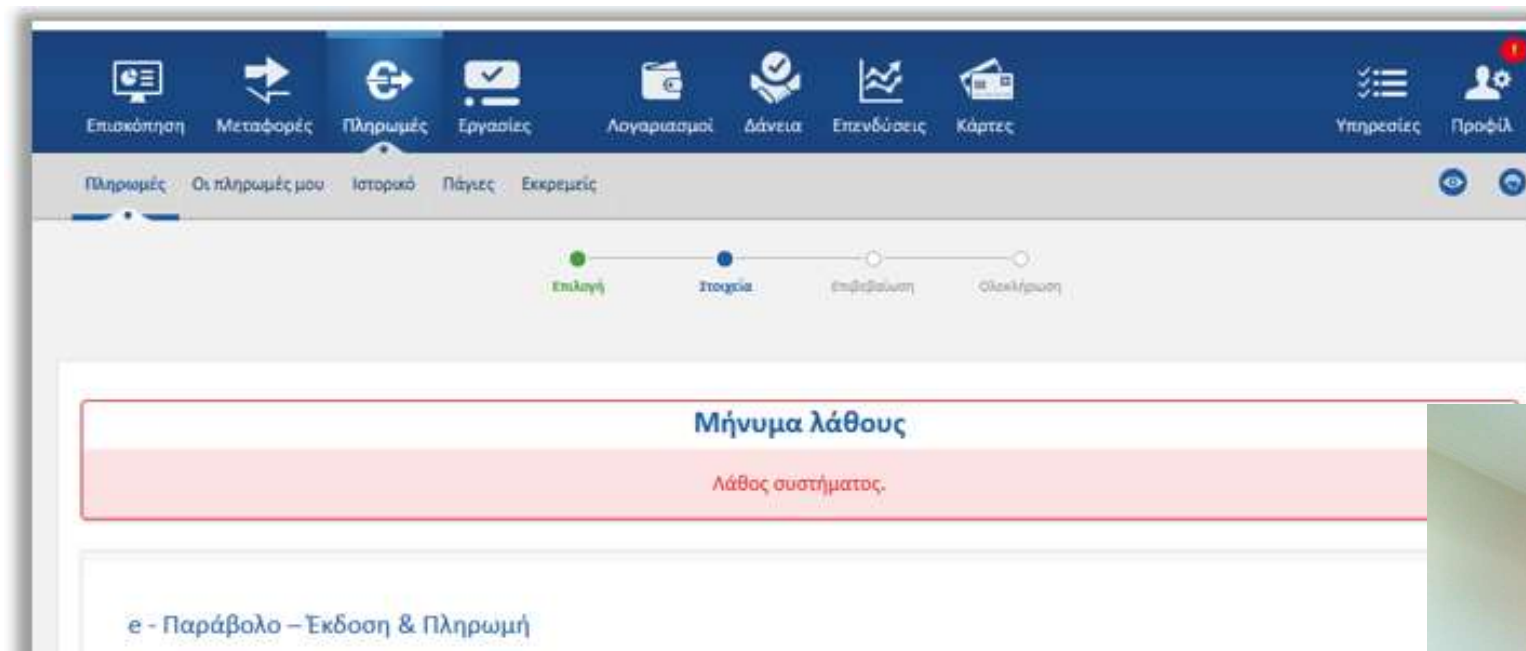 Επισκόπηση Μεταφορές Πληρωμές Εργασίες Λογαριασμοί Δάνεια Επενδύσεις Κάρτες Υπηρεσίες Προφίλ
Πληρωμές Οι πληρωμές μου Ιστορικό Πάγιες Εκκρεμείς
Επιλογή Στοιχεία Επιβεβαίωση Ολοκλήρωση
Μήνυμα λάθους
Λάθος συστήματος.
e - Παράβολο – Έκδοση & Πληρωμή